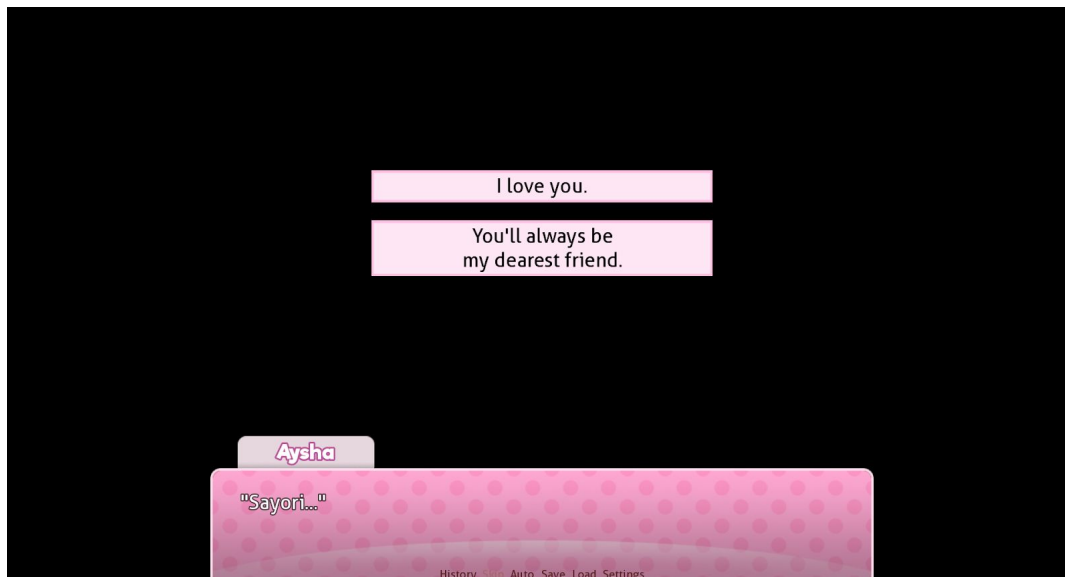 I love you.
You'll always be
my dearest friend.
Aysha
"Sayori..."
History Skip Auto Save Load Settings